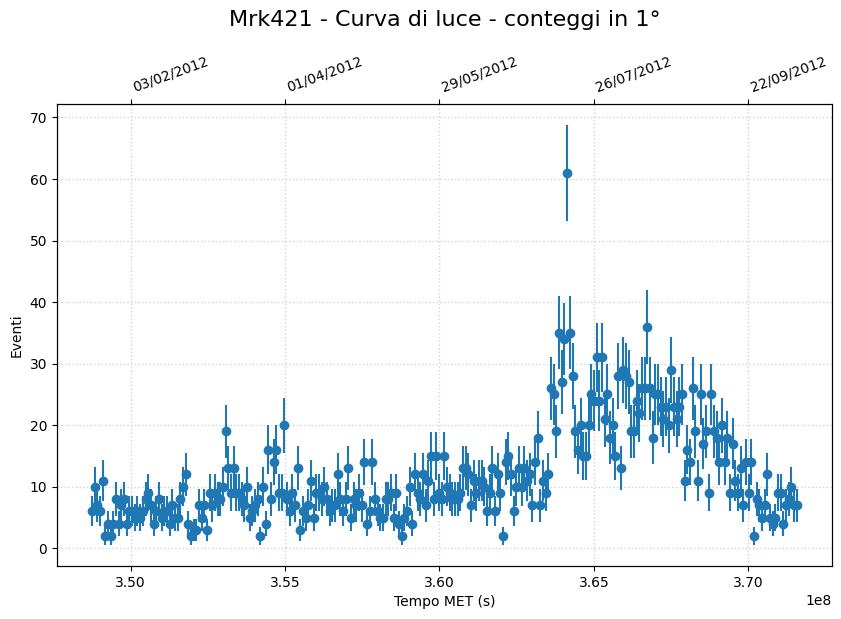 Mrk421 - Curva di luce - conteggi in 1°
03/02/2012 01/04/2012 29/05/2012 26/07/2012 22/09/2012
70
60
50
40
30
20
10
0
Eventi
3.50 3.55 3.60 3.65 3.70
1e8
Tempo MET (s)